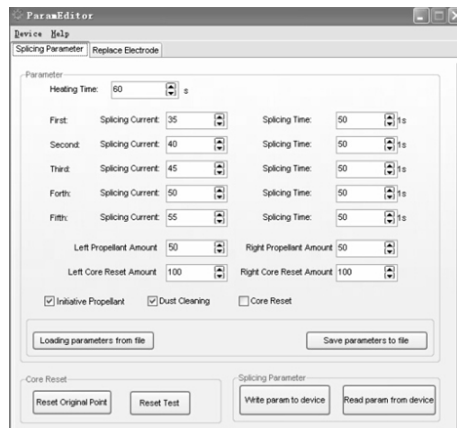 ParamEditor
Device Help
Splicing Parameter Replace Electrode
Parameter
Heating Time: 60 s
First: Splicing Current: 35 Splicing Time: 50 1s
Second: Splicing Current: 40 Splicing Time: 50 1s
Third: Splicing Current: 45 Splicing Time: 50 1s
Forth: Splicing Current: 50 Splicing Time: 50 1s
Fifth: Splicing Current: 55 Splicing Time: 50 1s
Left Propellant Amount 50 Right Propellant Amount 50
Left Core Reset Amount 100 Right Core Reset Amount 100
Initiative Propellant Dust Cleaning Core Reset
Loading parameters from file Save parameters to file
Core Reset Splicing Parameter
Reset Original Point Reset Test Write param to device Read param from device